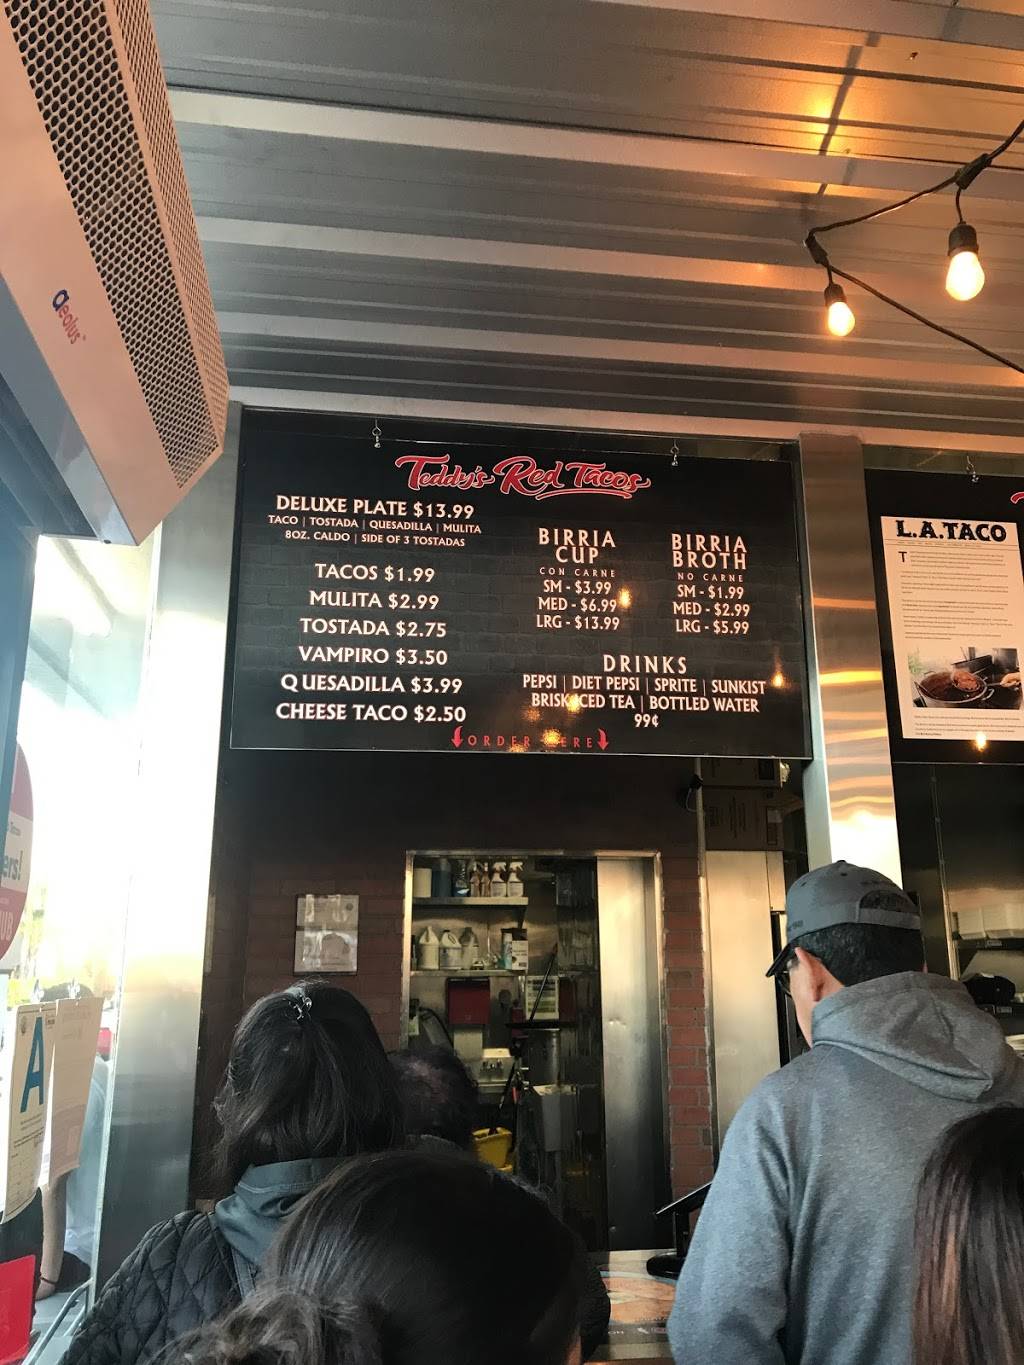 aeolus
Teddy's Red Tacos
DELUXE PLATE $13.99
TACO | TOSTADA | QUESADILLA | MULITA
8OZ. CALDO | SIDE OF 3 TOSTADAS
TACOS $1.99
MULITA $2.99
TOSTADA $2.75
VAMPIRO $3.50
QUESADILLA $3.99
CHEESE TACO $2.50
BIRRIA
CUP
CON CARNE
SM - $3.99
MED - $6.99
LRG - $13.99
BIRRIA
BROTH
NO CARNE
SM - $1.99
MED - $2.99
LRG - $5.99
DRINKS
PEPSI | DIET PEPSI | SPRITE | SUNKIST
BRISK ICED TEA | BOTTLED WATER
99¢
ORDER HERE
L.A.TACO
ers!
A